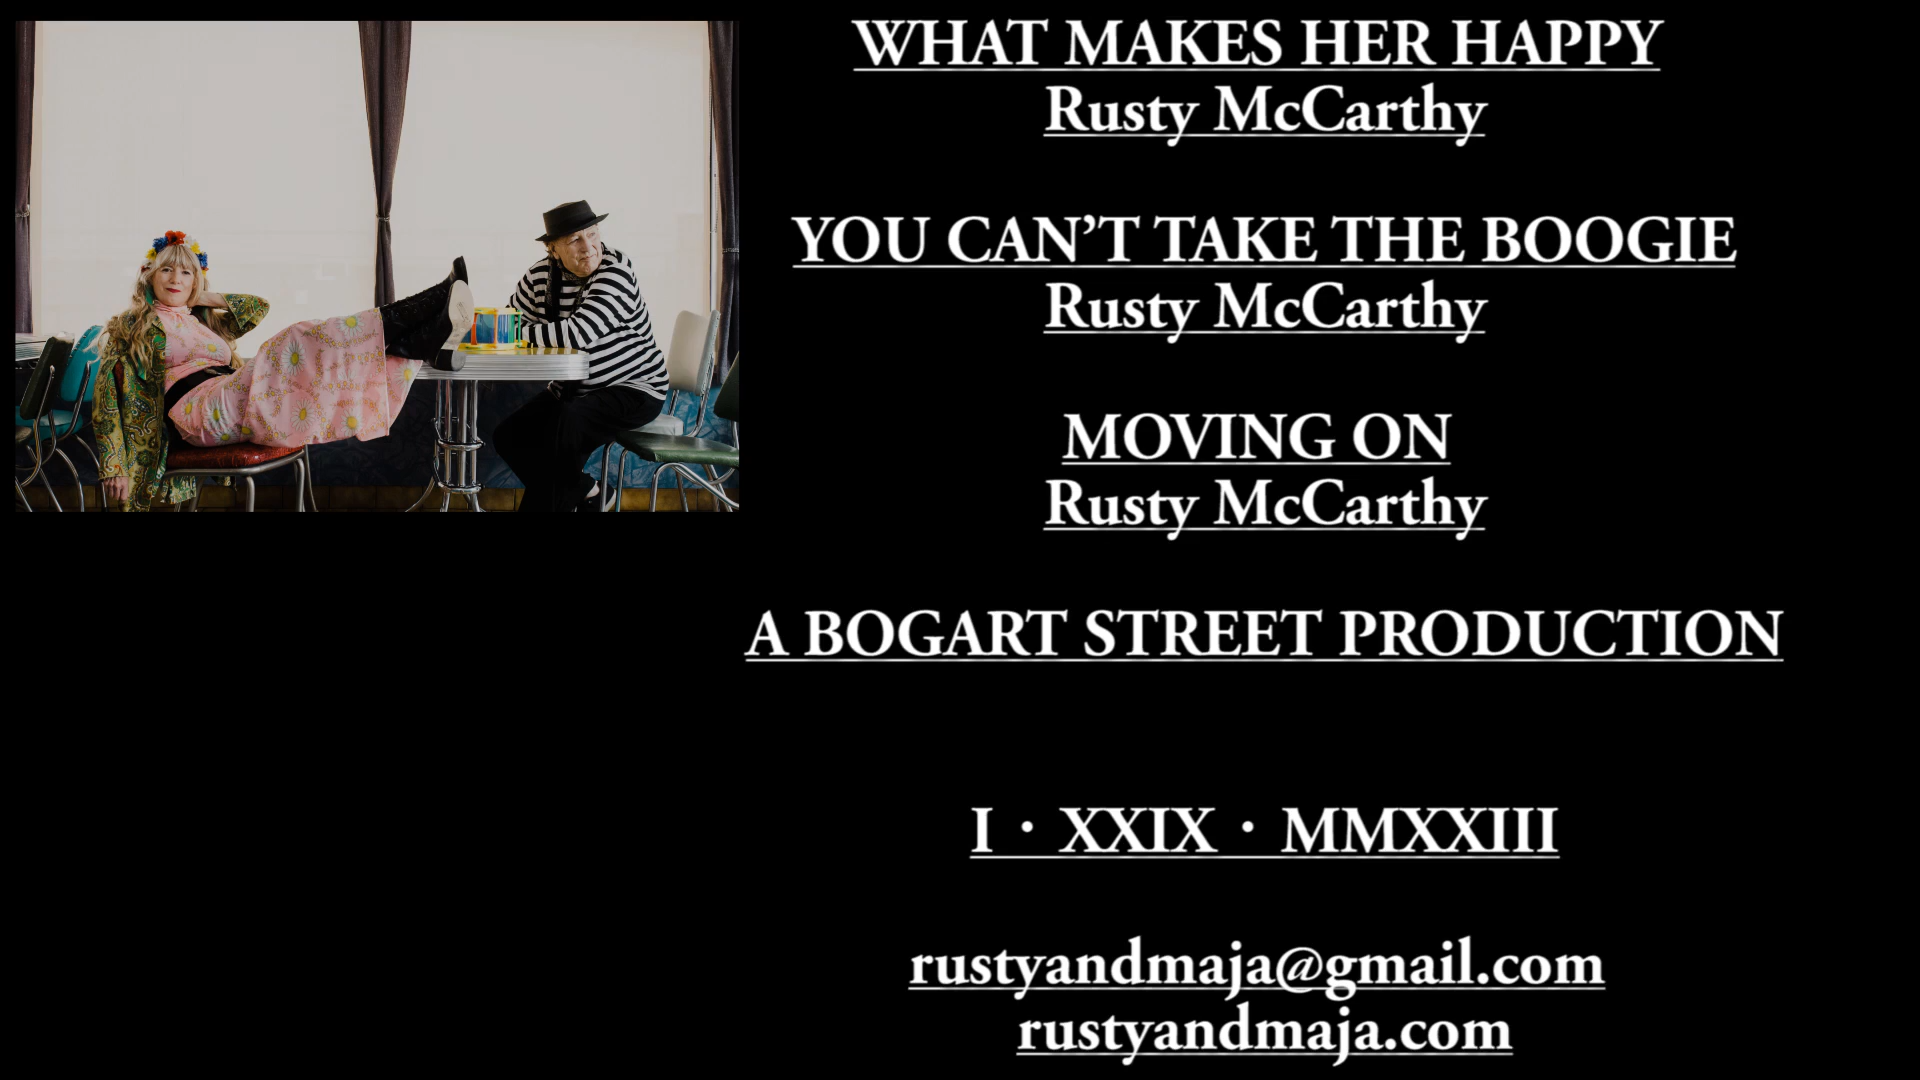 WHAT MAKES HER HAPPY
Rusty McCarthy
YOU CAN’T TAKE THE BOOGIE
Rusty McCarthy
MOVING ON
Rusty McCarthy
A BOGART STREET PRODUCTION
I · XXIX · MMXXIII
rustyandmaja@gmail.com
rustyandmaja.com